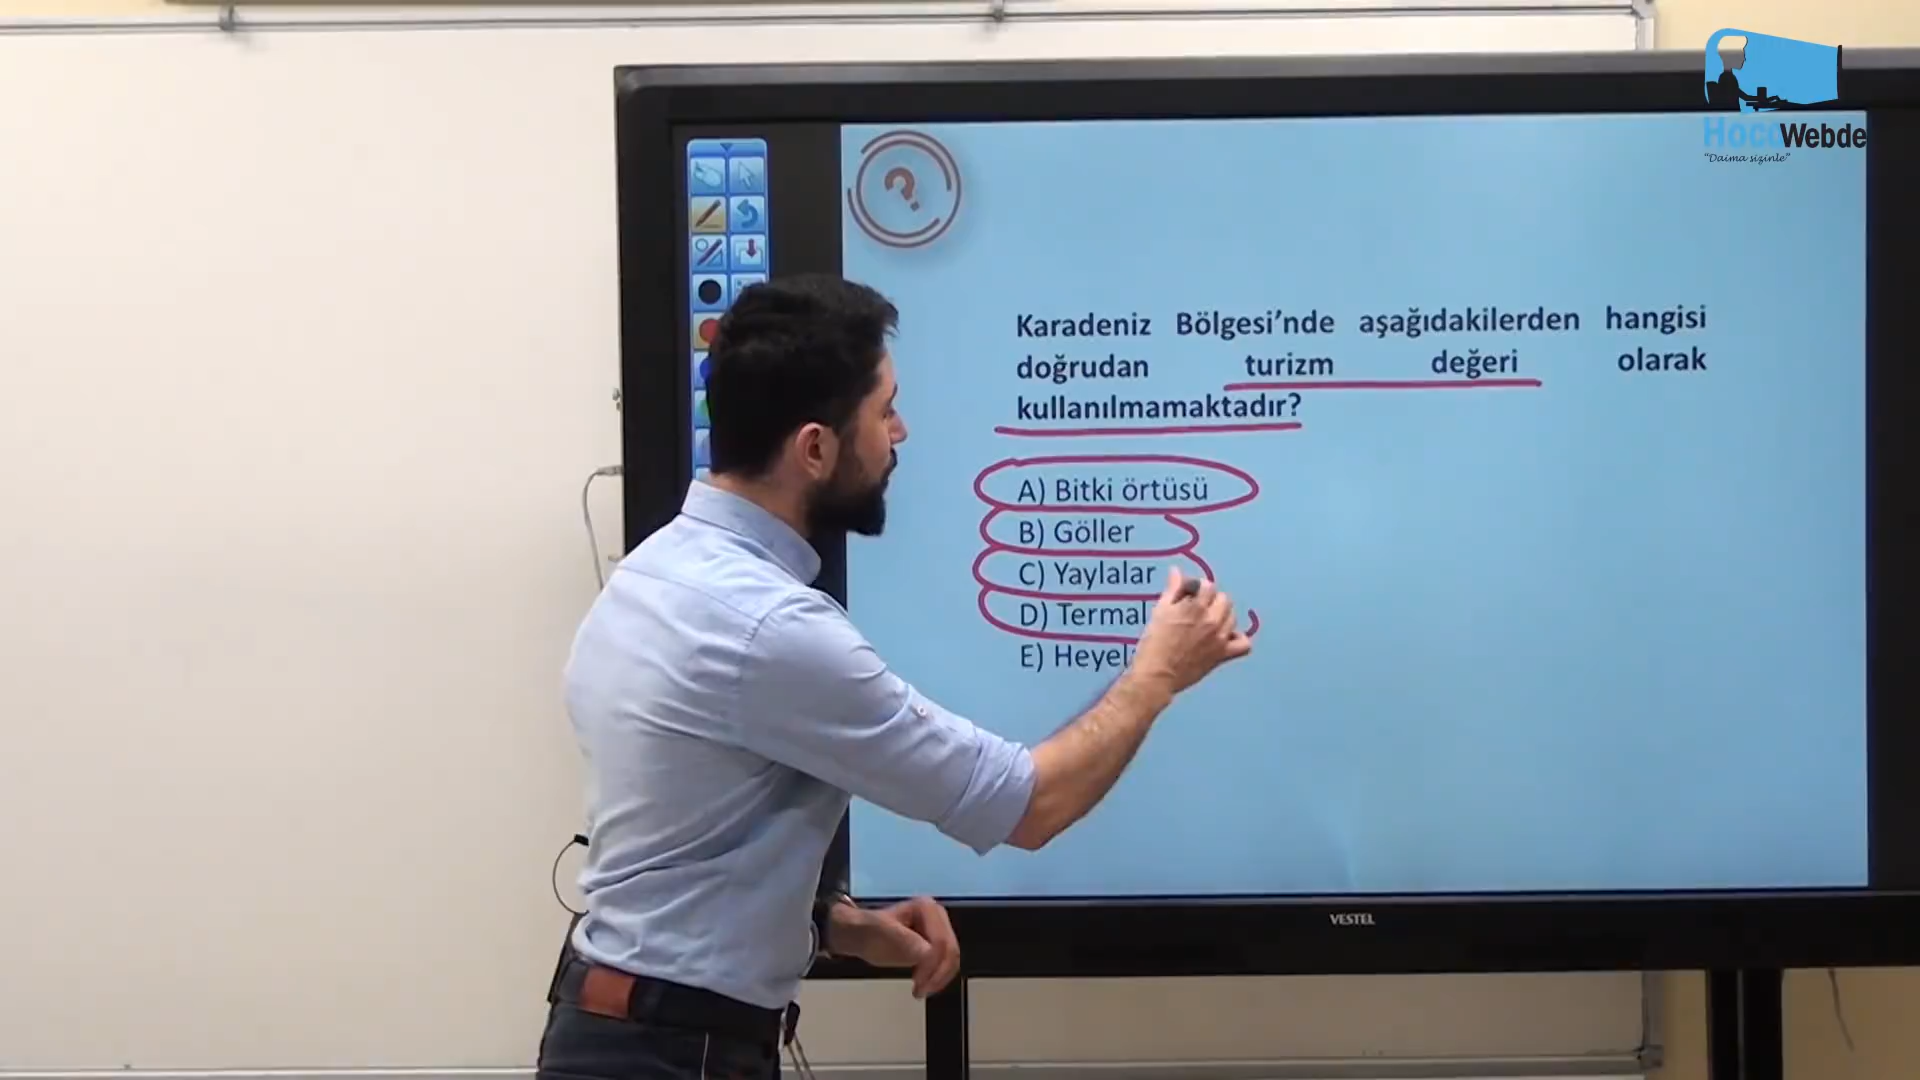 HocaWebde
"Daima sizinle"
Karadeniz Bölgesi’nde aşağıdakilerden hangisi
doğrudan turizm değeri olarak
kullanılmamaktadır?
A) Bitki örtüsü
B) Göller
C) Yaylalar
D) Termal
E)
VESTEL